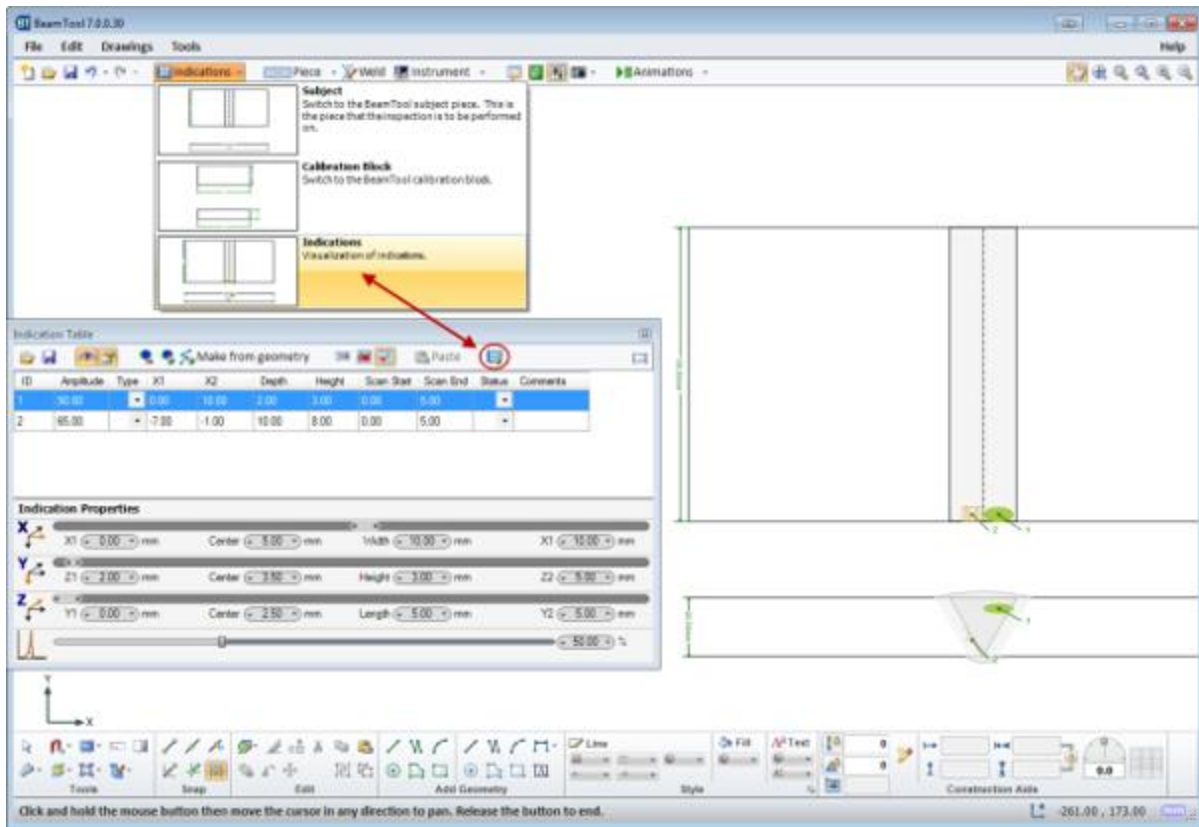 BeamTool 7.0.0.30
File Edit Drawings Tools Help
Indications Piece Weld Instrument Animations
Subject
Switch to the BeamTool subject piece. This is
the piece that the inspection is to be performed
on.
Calibration Block
Switch to the BeamTool calibration block.
Indications
Visualization of indications.
Indication Table
Make from geometry Paste
ID Amplitude Type X1 X2 Depth Height Scan Start Scan End Status Comments
1 50.00 0.00 10.00 2.00 3.00 0.00 5.00
2 65.00 -7.00 -1.00 10.00 8.00 0.00 5.00
Indication Properties
X X1 0.00 mm Center 5.00 mm Width 10.00 mm X1 10.00 mm
Y Z1 2.00 mm Center 3.50 mm Height 3.00 mm Z2 5.00 mm
Z Y1 0.00 mm Center 2.50 mm Length 5.00 mm Y2 5.00 mm
50.00 %
2 1
1
2
Y
X
Line Fill Text 0
0 0.0
Tools Snap Edit Add Geometry Style Construction Aids
Click and hold the mouse button then move the cursor in any direction to pan. Release the button to end. -261.00 , 173.00